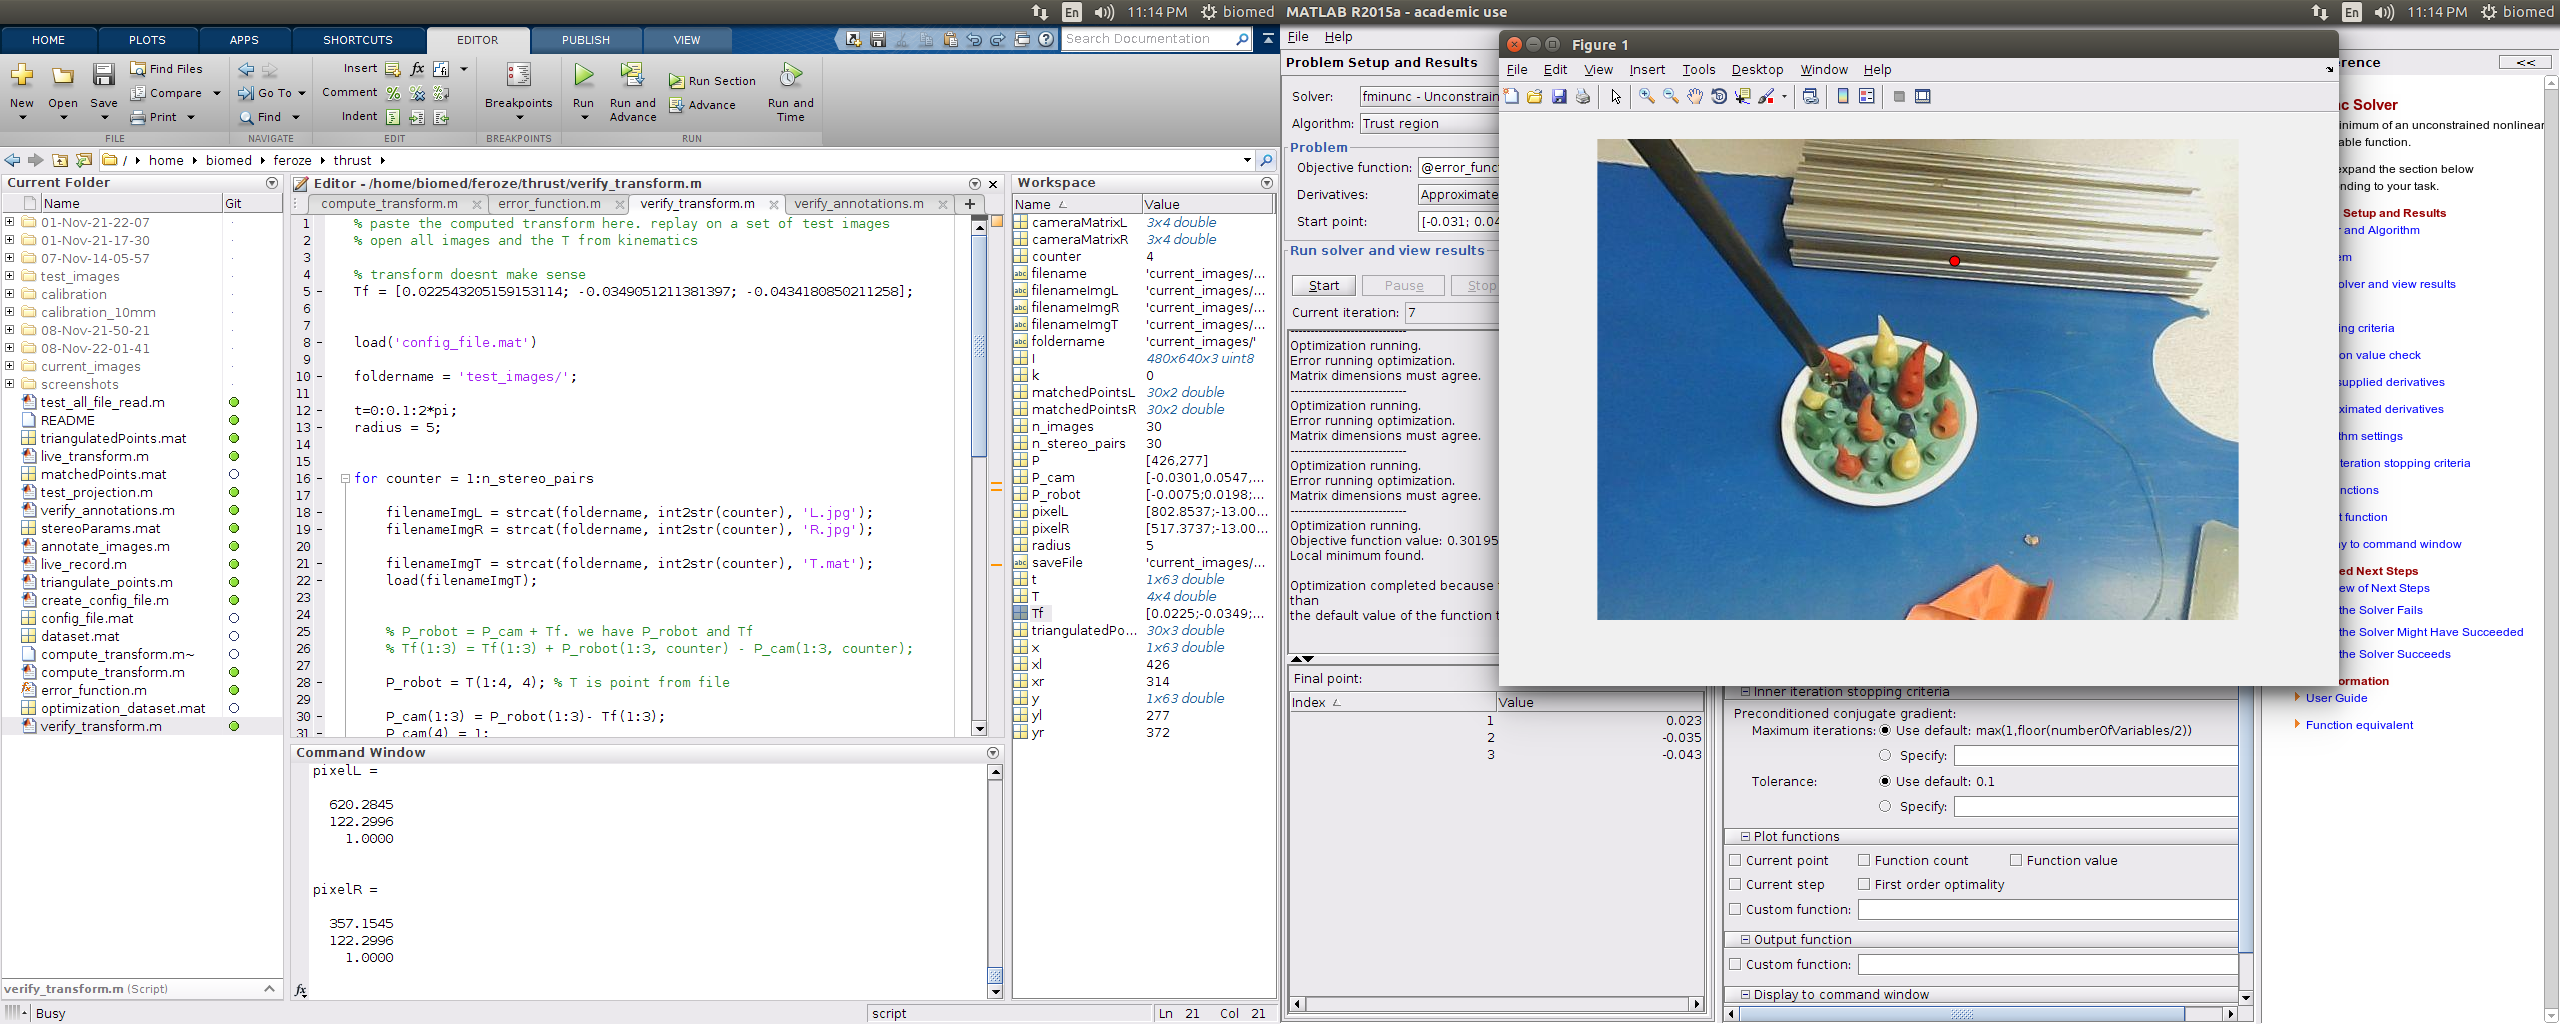 En 11:14 PM biomed MATLAB R2015a - academic use En 11:14 PM biomed
HOME PLOTS APPS SHORTCUTS EDITOR PUBLISH VIEW Search Documentation
File Help
Figure 1
New Open Save Find Files Compare Print
Go To Find
Insert Comment Indent
Breakpoints Run Run and Advance Run Section Advance Run and Time
FILE NAVIGATE EDIT BREAKPOINTS RUN
/ home biomed feroze thrust
Current Folder
Name Git
01-Nov-21-22-07
01-Nov-21-17-30
07-Nov-14-05-57
test_images
calibration
calibration_10mm
08-Nov-21-50-21
08-Nov-22-01-41
current_images
screenshots
test_all_file_read.m
README
triangulatedPoints.mat
live_transform.m
matchedPoints.mat
test_projection.m
verify_annotations.m
stereoParams.mat
annotate_images.m
live_record.m
triangulate_points.m
create_config_file.m
config_file.mat
dataset.mat
compute_transform.m~
compute_transform.m
error_function.m
optimization_dataset.mat
verify_transform.m
verify_transform.m (Script)
Busy
Editor - /home/biomed/feroze/thrust/verify_transform.m
compute_transform.m error_function.m verify_transform.m verify_annotations.m
1 % paste the computed transform here. replay on a set of test images
2 % open all images and the T from kinematics
3
4 % transform doesnt make sense
5 Tf = [0.022543205159153114; -0.0349051211381397; -0.0434180850211258];
6
7
8 load('config_file.mat')
9
10 foldername = 'test_images/';
11
12 t=0:0.1:2*pi;
13 radius = 5;
14
15
16 for counter = 1:n_stereo_pairs
17
18 filenameImgL = strcat(foldername, int2str(counter), 'L.jpg');
19 filenameImgR = strcat(foldername, int2str(counter), 'R.jpg');
20
21 filenameImgT = strcat(foldername, int2str(counter), 'T.mat');
22 load(filenameImgT);
23
24
25 % P_robot = P_cam + Tf. we have P_robot and Tf
26 % Tf(1:3) = Tf(1:3) + P_robot(1:3, counter) - P_cam(1:3, counter);
27
28 P_robot = T(1:4, 4); % T is point from file
29
30 P_cam(1:3) = P_robot(1:3)- Tf(1:3);
31 P_cam(4) = 1;
Command Window
pixelL =
620.2845
122.2996
1.0000
pixelR =
357.1545
122.2996
1.0000
fx
script Ln 21 Col 21
Workspace
Name Value
cameraMatrixL 3x4 double
cameraMatrixR 3x4 double
counter 4
filename 'current_images/...
filenameImgL 'current_images/...
filenameImgR 'current_images/...
filenameImgT 'current_images/...
foldername 'current_images/'
I 480x640x3 uint8
k 0
matchedPointsL 30x2 double
matchedPointsR 30x2 double
n_images 30
n_stereo_pairs 30
P [426,277]
P_cam [-0.0301,0.0547,...
P_robot [-0.0075;0.0198;...
pixelL [802.8537;-13.00...
pixelR [517.3737;-13.00...
radius 5
saveFile 'current_images/...
t 1x63 double
T 4x4 double
Tf [0.0225;-0.0349;...
triangulatedPo... 30x3 double
x 1x63 double
xl 426
xr 314
y 1x63 double
yl 277
yr 372
Problem Setup and Results
Solver: fminunc - Unconstrain
Algorithm: Trust region
Problem
Objective function: @error_func
Derivatives: Approximate
Start point: [-0.031; 0.04
Run solver and view results
Start Pause Stop
Current iteration: 7
Optimization running.
Error running optimization.
Matrix dimensions must agree.
Optimization running.
Error running optimization.
Matrix dimensions must agree.
Optimization running.
Error running optimization.
Matrix dimensions must agree.
Optimization running.
Objective function value: 0.30195
Local minimum found.
Optimization completed because
than
the default value of the function t
Final point:
Index Value
1 0.023
2 -0.035
3 -0.043
File Edit View Insert Tools Desktop Window Help
Inner iteration stopping criteria
Preconditioned conjugate gradient:
Maximum iterations: Use default: max(1,floor(numberOfVariables/2))
Specify:
Tolerance: Use default: 0.1
Specify:
Plot functions
Current point Function count Function value
Current step First order optimality
Custom function:
Output function
Custom function:
Display to command window
erence <<
nc Solver
inimum of an unconstrained nonlinear
able function.
expand the section below
nding to your task.
Setup and Results
r and Algorithm
em
olver and view results
ing criteria
on value check
supplied derivatives
ximated derivatives
thm settings
teration stopping criteria
nctions
t function
y to command window
ed Next Steps
ew of Next Steps
the Solver Fails
the Solver Might Have Succeeded
the Solver Succeeds
ormation
User Guide
Function equivalent